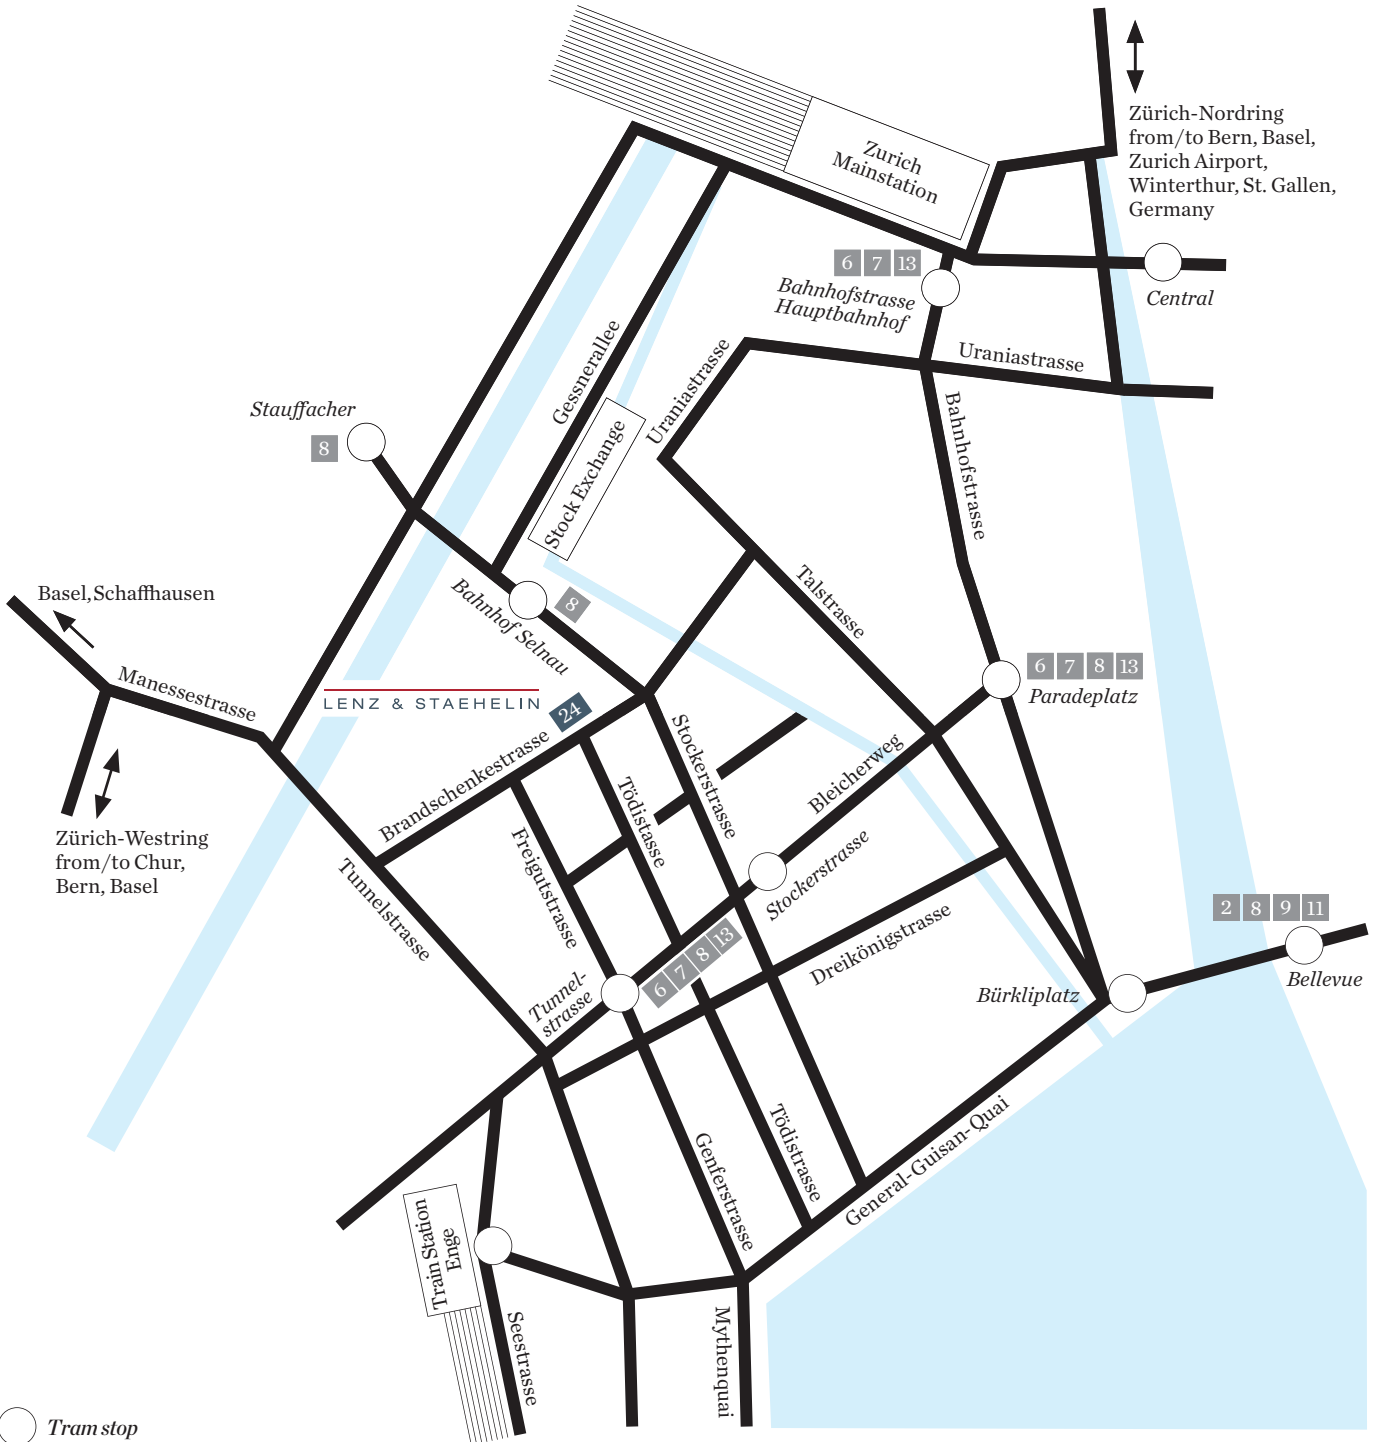 Zürich-Nordring
from/to Bern, Basel,
Zurich Airport,
Winterthur, St. Gallen,
Germany
Zurich
Mainstation
6 7 13
Bahnhofstrasse
Hauptbahnhof
Central
Uraniastrasse
Uraniastrasse
Gessnerallee
Stauffacher
8
Stock Exchange
Bahnhofstrasse
Basel, Schaffhausen
Bahnhof Selnau
8
Talstrasse
Manessestrasse
6 7 8 13
Paradeplatz
LENZ & STAEHELIN
24
Brandschenkestrasse
Stockerstrasse
Bleicherweg
Tödistasse
Zürich-Westring
from/to Chur,
Bern, Basel
Freigutstrasse
Tunnelstrasse
Stockerstrasse
2 8 9 11
Bellevue
Dreikönigstrasse
6 7 8 13
Tunnel-
strasse
Bürkliplatz
Genferstrasse
Tödistrasse
General-Guisan-Quai
Train Station
Enge
Seestrasse
Mythenquai
Tram stop